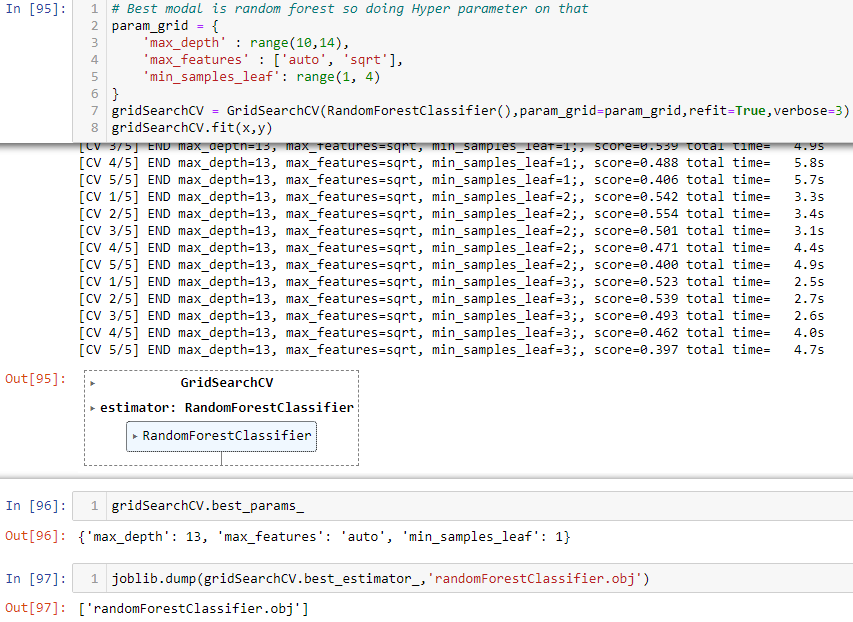 In [95]:
1 # Best modal is random forest so doing Hyper parameter on that
2 param_grid = {
3     'max_depth' : range(10,14),
4     'max_features' : ['auto', 'sqrt'],
5     'min_samples_leaf': range(1, 4)
6 }
7 gridSearchCV = GridSearchCV(RandomForestClassifier(),param_grid=param_grid,refit=True,verbose=3)
8 gridSearchCV.fit(x,y)
[CV 3/5] END max_depth=13, max_features=sqrt, min_samples_leaf=1;, score=0.539 total time=   4.9s
[CV 4/5] END max_depth=13, max_features=sqrt, min_samples_leaf=1;, score=0.488 total time=   5.8s
[CV 5/5] END max_depth=13, max_features=sqrt, min_samples_leaf=1;, score=0.406 total time=   5.7s
[CV 1/5] END max_depth=13, max_features=sqrt, min_samples_leaf=2;, score=0.542 total time=   3.3s
[CV 2/5] END max_depth=13, max_features=sqrt, min_samples_leaf=2;, score=0.554 total time=   3.4s
[CV 3/5] END max_depth=13, max_features=sqrt, min_samples_leaf=2;, score=0.501 total time=   3.1s
[CV 4/5] END max_depth=13, max_features=sqrt, min_samples_leaf=2;, score=0.471 total time=   4.4s
[CV 5/5] END max_depth=13, max_features=sqrt, min_samples_leaf=2;, score=0.400 total time=   4.9s
[CV 1/5] END max_depth=13, max_features=sqrt, min_samples_leaf=3;, score=0.523 total time=   2.5s
[CV 2/5] END max_depth=13, max_features=sqrt, min_samples_leaf=3;, score=0.539 total time=   2.7s
[CV 3/5] END max_depth=13, max_features=sqrt, min_samples_leaf=3;, score=0.493 total time=   2.6s
[CV 4/5] END max_depth=13, max_features=sqrt, min_samples_leaf=3;, score=0.462 total time=   4.0s
[CV 5/5] END max_depth=13, max_features=sqrt, min_samples_leaf=3;, score=0.397 total time=   4.7s
Out[95]:
GridSearchCV
estimator: RandomForestClassifier
RandomForestClassifier
In [96]:
1 gridSearchCV.best_params_
Out[96]: {'max_depth': 13, 'max_features': 'auto', 'min_samples_leaf': 1}
In [97]:
1 joblib.dump(gridSearchCV.best_estimator_,'randomForestClassifier.obj')
Out[97]: ['randomForestClassifier.obj']